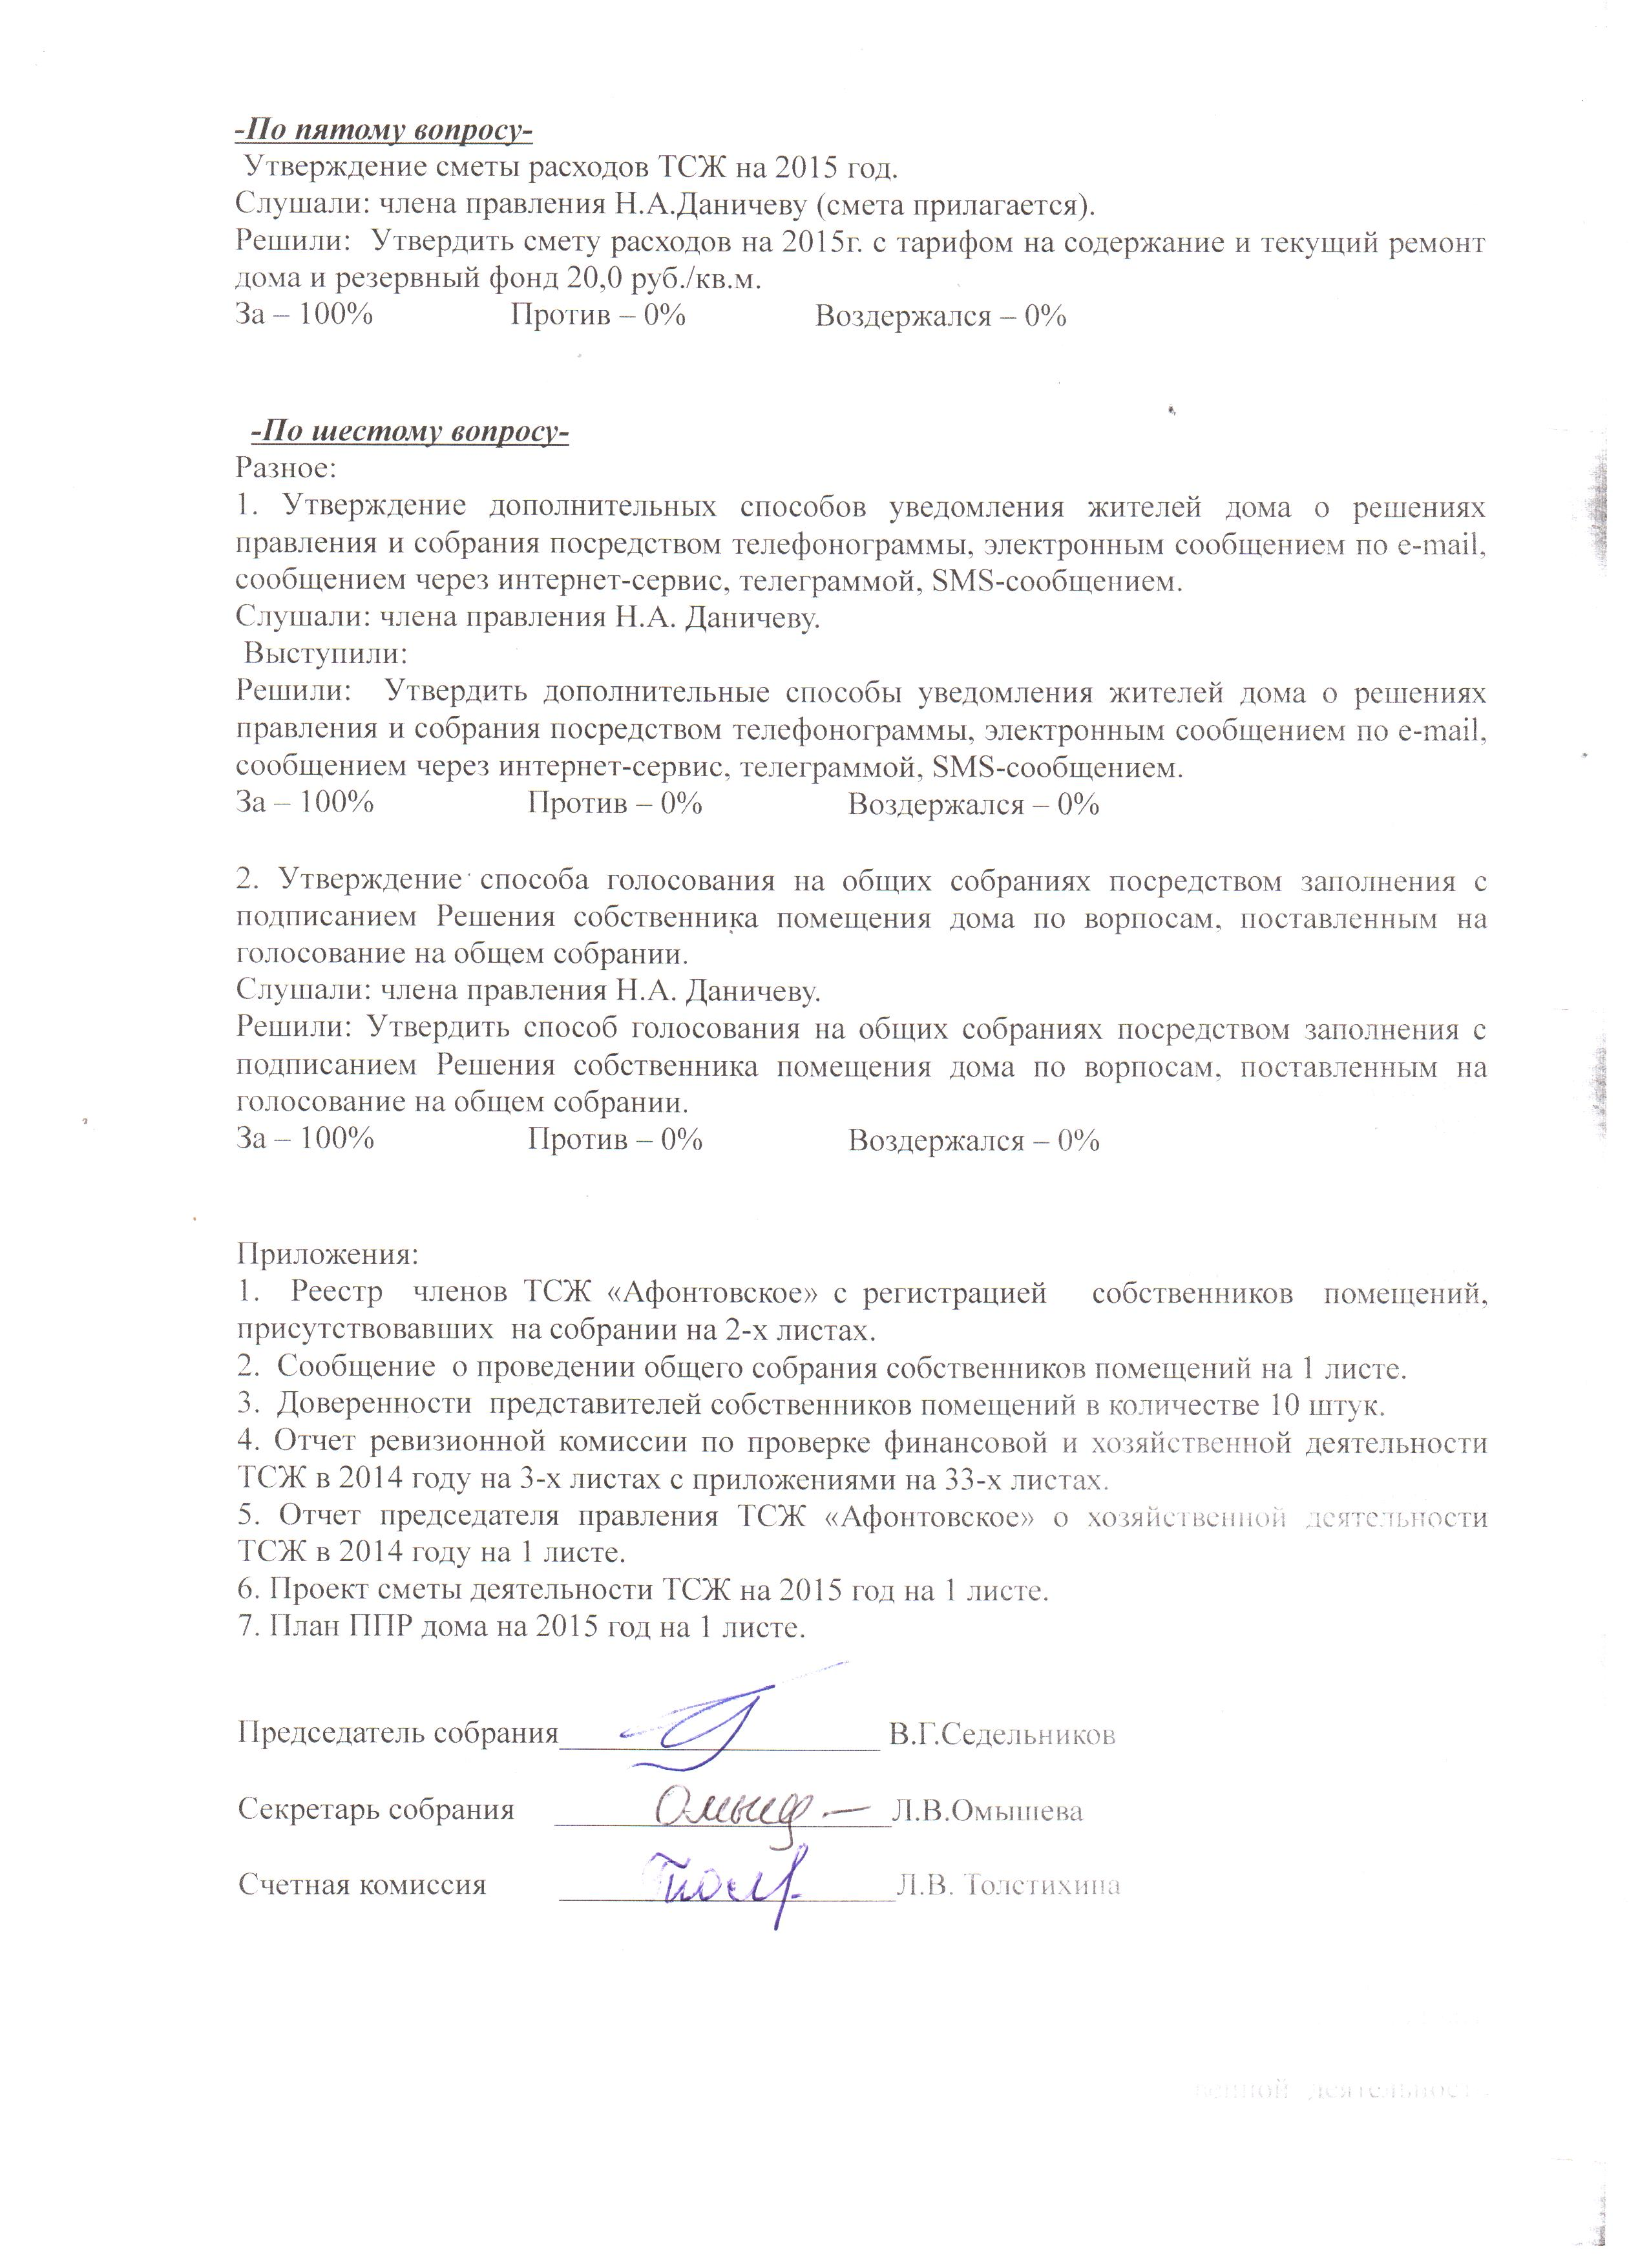 -По пятому вопросу-
Утверждение сметы расходов ТСЖ на 2015 год.
Слушали: члена правления Н.А.Даничеву (смета прилагается).
Решили: Утвердить смету расходов на 2015г. с тарифом на содержание и текущий ремонт
дома и резервный фонд 20,0 руб./кв.м.
За – 100% Против – 0% Воздержался – 0%
-По шестому вопросу-
Разное:
1. Утверждение дополнительных способов уведомления жителей дома о решениях
правления и собрания посредством телефонограммы, электронным сообщением по e-mail,
сообщением через интернет-сервис, телеграммой, SMS-сообщением.
Слушали: члена правления Н.А. Даничеву.
Выступили:
Решили: Утвердить дополнительные способы уведомления жителей дома о решениях
правления и собрания посредством телефонограммы, электронным сообщением по e-mail,
сообщением через интернет-сервис, телеграммой, SMS-сообщением.
За – 100% Против – 0% Воздержался – 0%
2. Утверждение способа голосования на общих собраниях посредством заполнения с
подписанием Решения собственника помещения дома по ворпосам, поставленным на
голосование на общем собрании.
Слушали: члена правления Н.А. Даничеву.
Решили: Утвердить способ голосования на общих собраниях посредством заполнения с
подписанием Решения собственника помещения дома по ворпосам, поставленным на
голосование на общем собрании.
За – 100% Против – 0% Воздержался – 0%
Приложения:
1. Реестр членов ТСЖ «Афонтовское» с регистрацией собственников помещений,
присутствовавших на собрании на 2-х листах.
2. Сообщение о проведении общего собрания собственников помещений на 1 листе.
3. Доверенности представителей собственников помещений в количестве 10 штук.
4. Отчет ревизионной комиссии по проверке финансовой и хозяйственной деятельности
ТСЖ в 2014 году на 3-х листах с приложениями на 33-х листах.
5. Отчет председателя правления ТСЖ «Афонтовское» о хозяйственной деятельности
ТСЖ в 2014 году на 1 листе.
6. Проект сметы деятельности ТСЖ на 2015 год на 1 листе.
7. План ППР дома на 2015 год на 1 листе.
Председатель собрания____________________ В.Г.Седельников
Секретарь собрания _____________________Л.В.Омышева
Счетная комиссия _____________________Л.В. Толстихина